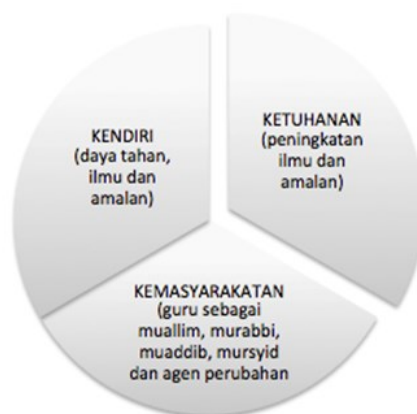 KENDIRI
(daya tahan,
ilmu dan
amalan)
KETUHANAN
(peningkatan
ilmu dan
amalan)
KEMASYARAKATAN
(guru sebagai
muallim, murabbi,
muaddib, mursyid
dan agen perubahan